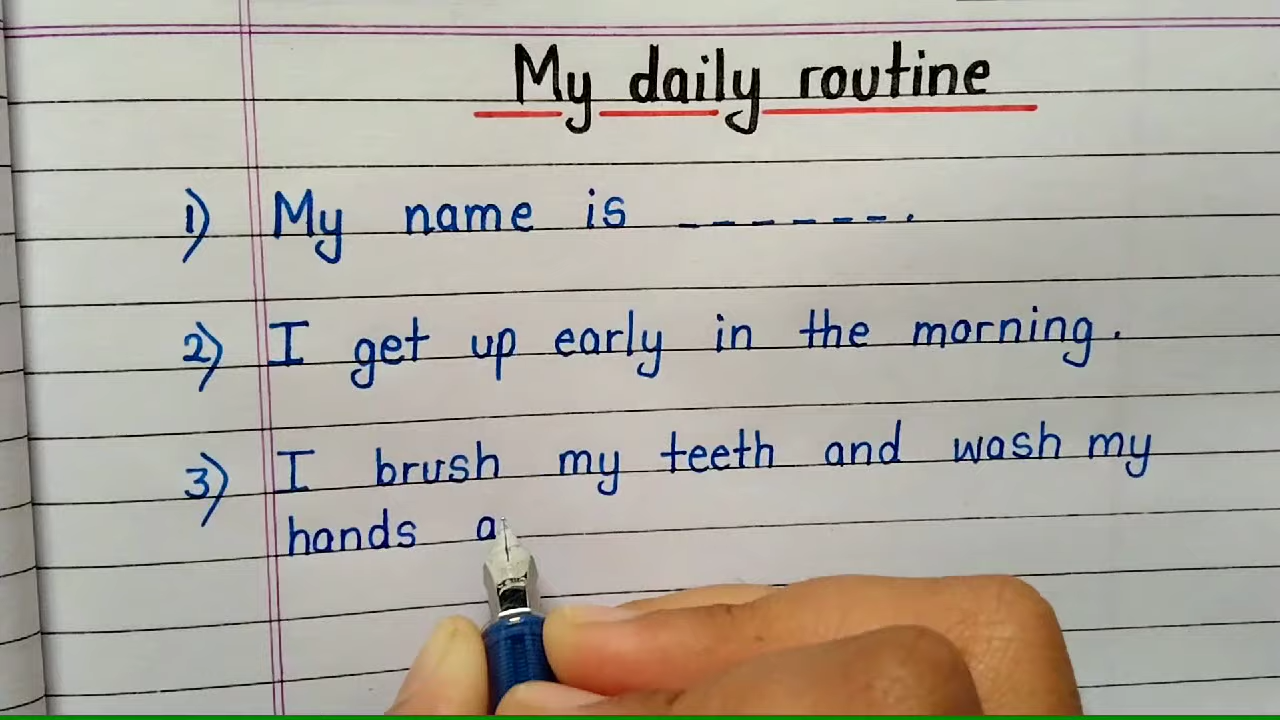 My daily routine
1) My name is _ _ _ _ _ _ _.
2) I get up early in the morning.
3) I brush my teeth and wash my
hands a